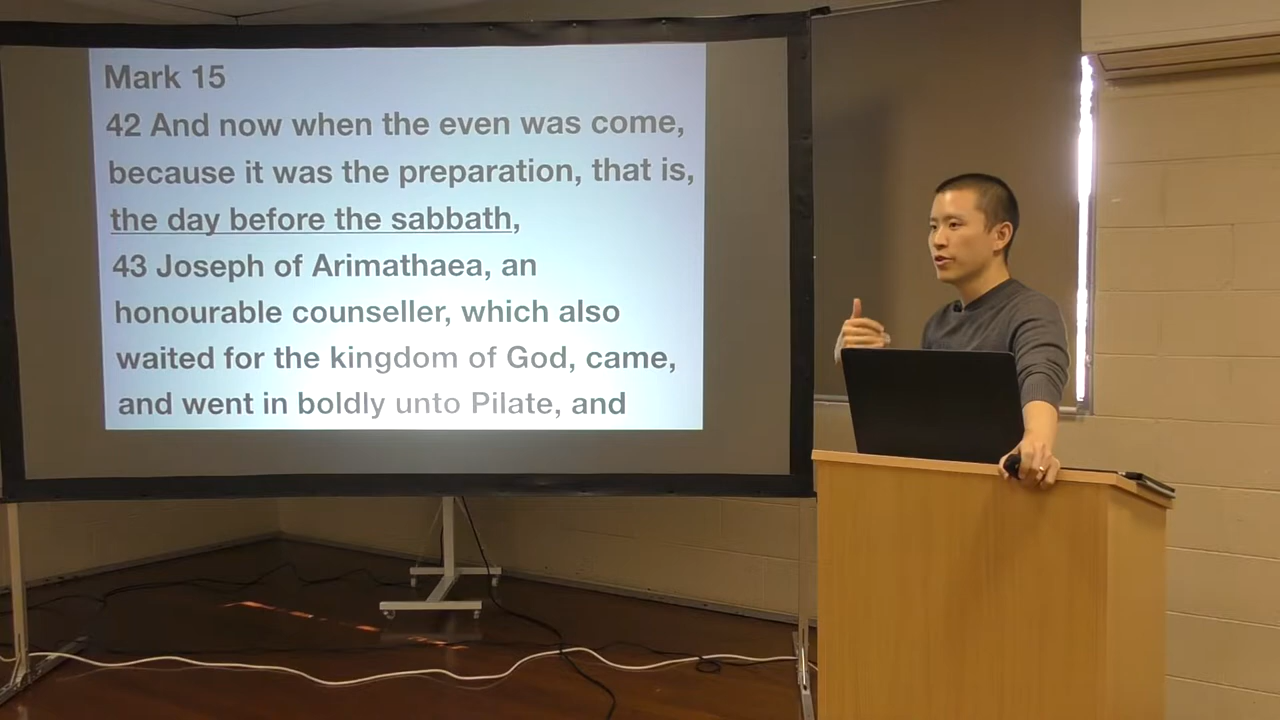 Mark 15
42 And now when the even was come,
because it was the preparation, that is,
the day before the sabbath,
43 Joseph of Arimathaea, an
honourable counseller, which also
waited for the kingdom of God, came,
and went in boldly unto Pilate, and